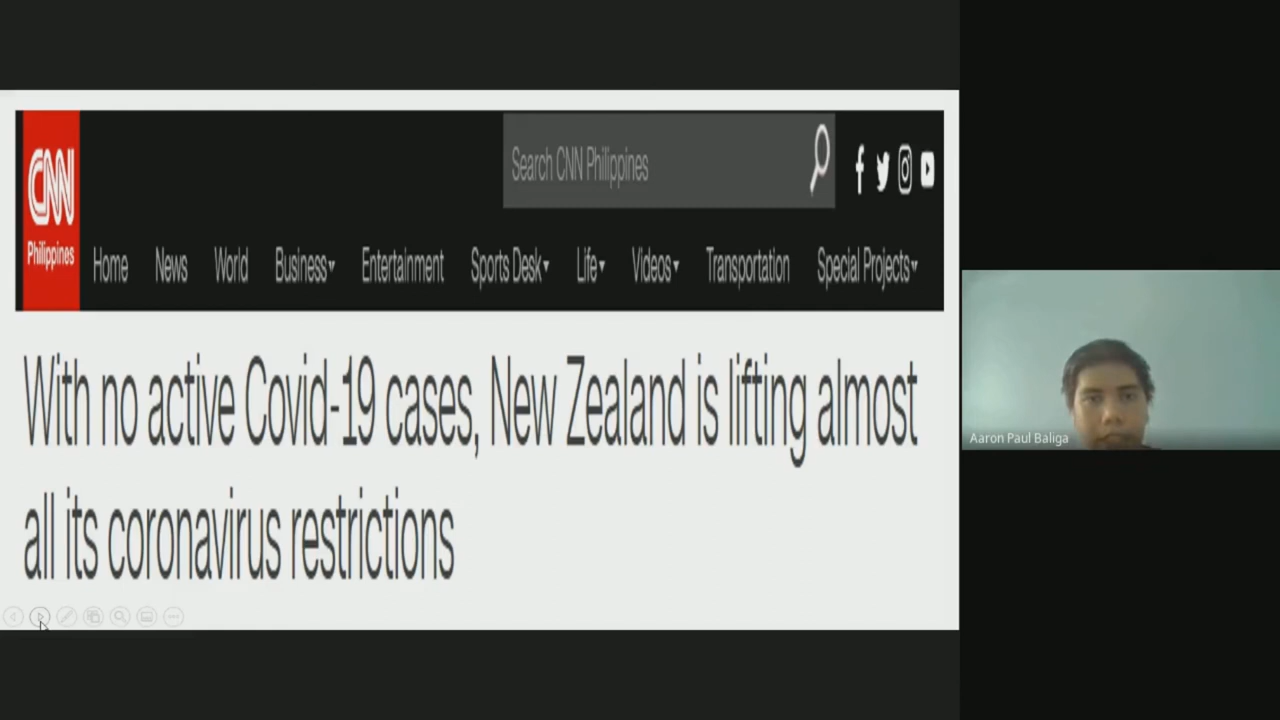 CNN
Philippines
Search CNN Philippines
Home News World Business Entertainment Sports Desk Life Videos Transportation Special Projects
With no active Covid-19 cases, New Zealand is lifting almost
all its coronavirus restrictions
Aaron Paul Baliga